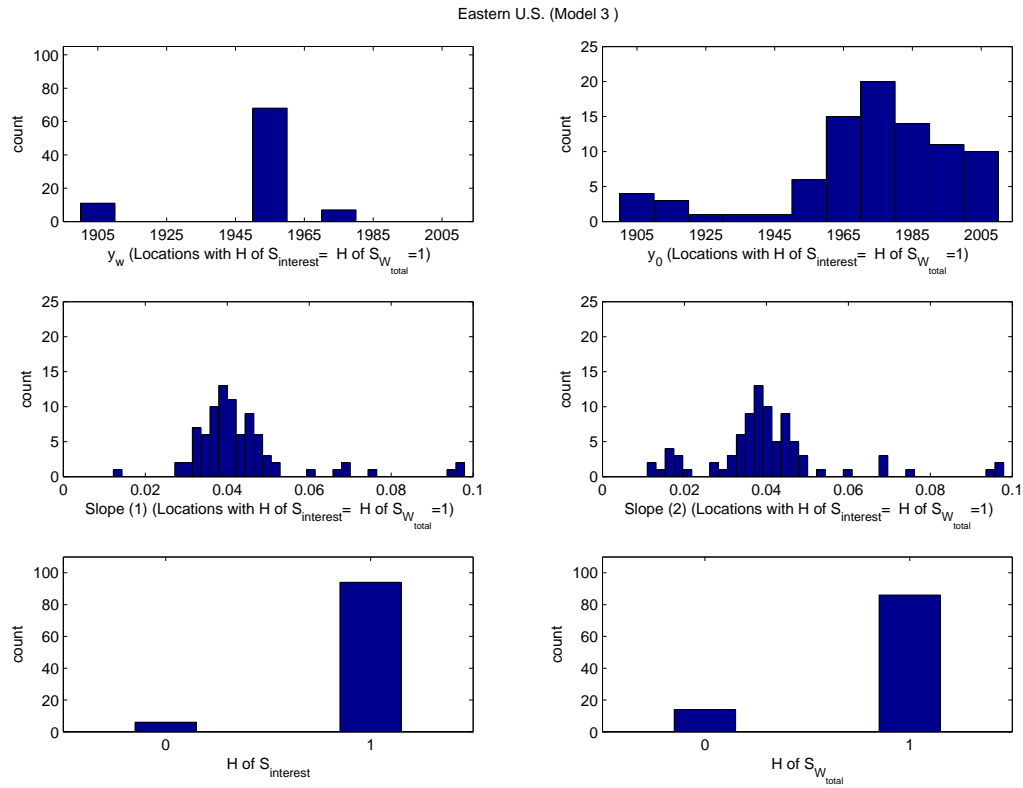 Eastern U.S. (Model 3 )
100
80
60
40
20
0
count
1905 1925 1945 1965 1985 2005
y_w (Locations with H of S_interest= H of S_W_total =1)
25
20
15
10
5
0
count
1905 1925 1945 1965 1985 2005
y_0 (Locations with H of S_interest= H of S_W_total =1)
25
20
15
10
5
0
count
0 0.02 0.04 0.06 0.08 0.1
Slope (1) (Locations with H of S_interest= H of S_W_total =1)
25
20
15
10
5
0
count
0 0.02 0.04 0.06 0.08 0.1
Slope (2) (Locations with H of S_interest= H of S_W_total =1)
100
80
60
40
20
0
count
0 1
H of S_interest
100
80
60
40
20
0
count
0 1
H of S_W_total